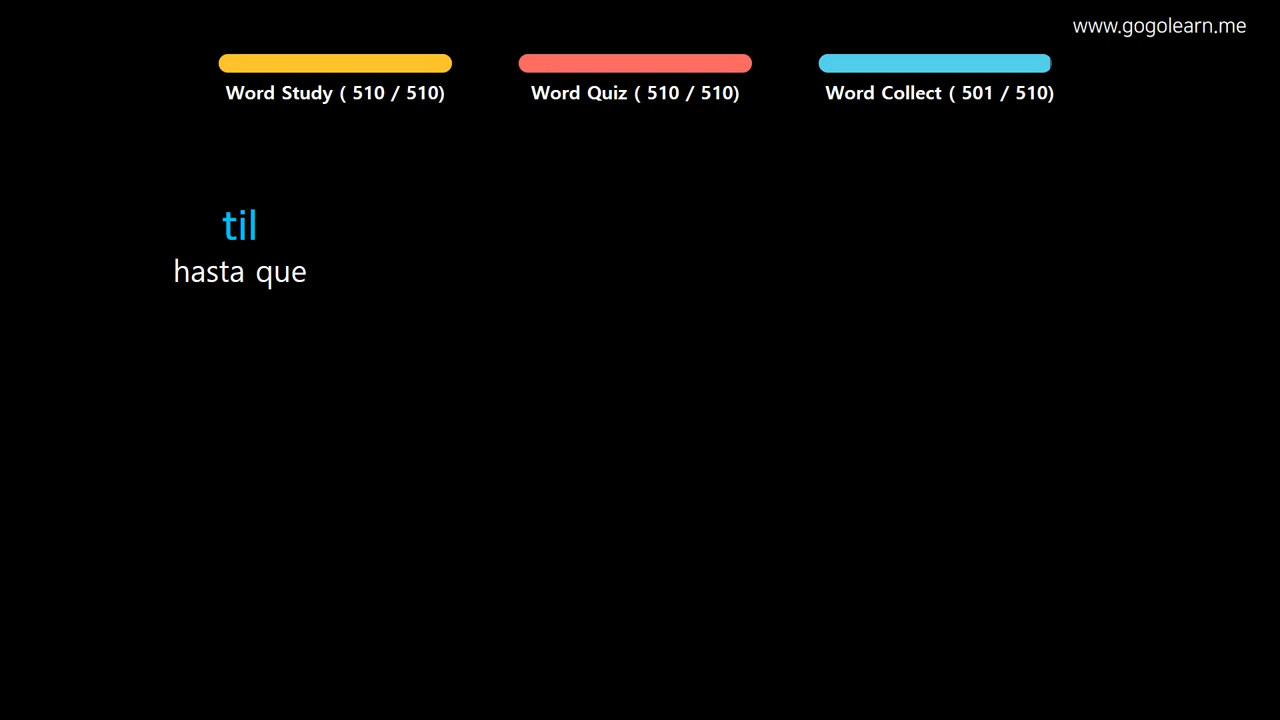 www.gogolearn.me
Word Study ( 510 / 510)
Word Quiz ( 510 / 510)
Word Collect ( 501 / 510)
til
hasta que